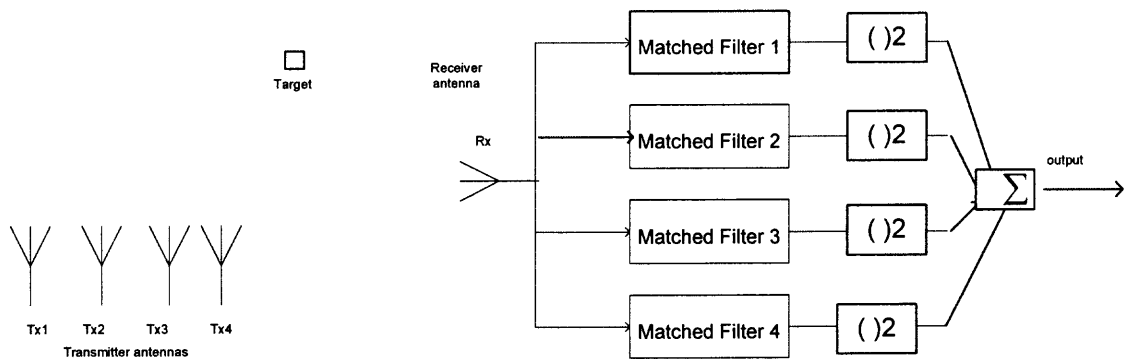 Target
Receiver
antenna
Rx
Matched Filter 1
( )2
Matched Filter 2
( )2
Matched Filter 3
( )2
Matched Filter 4
( )2
Σ
output
Tx1 Tx2 Tx3 Tx4
Transmitter antennas